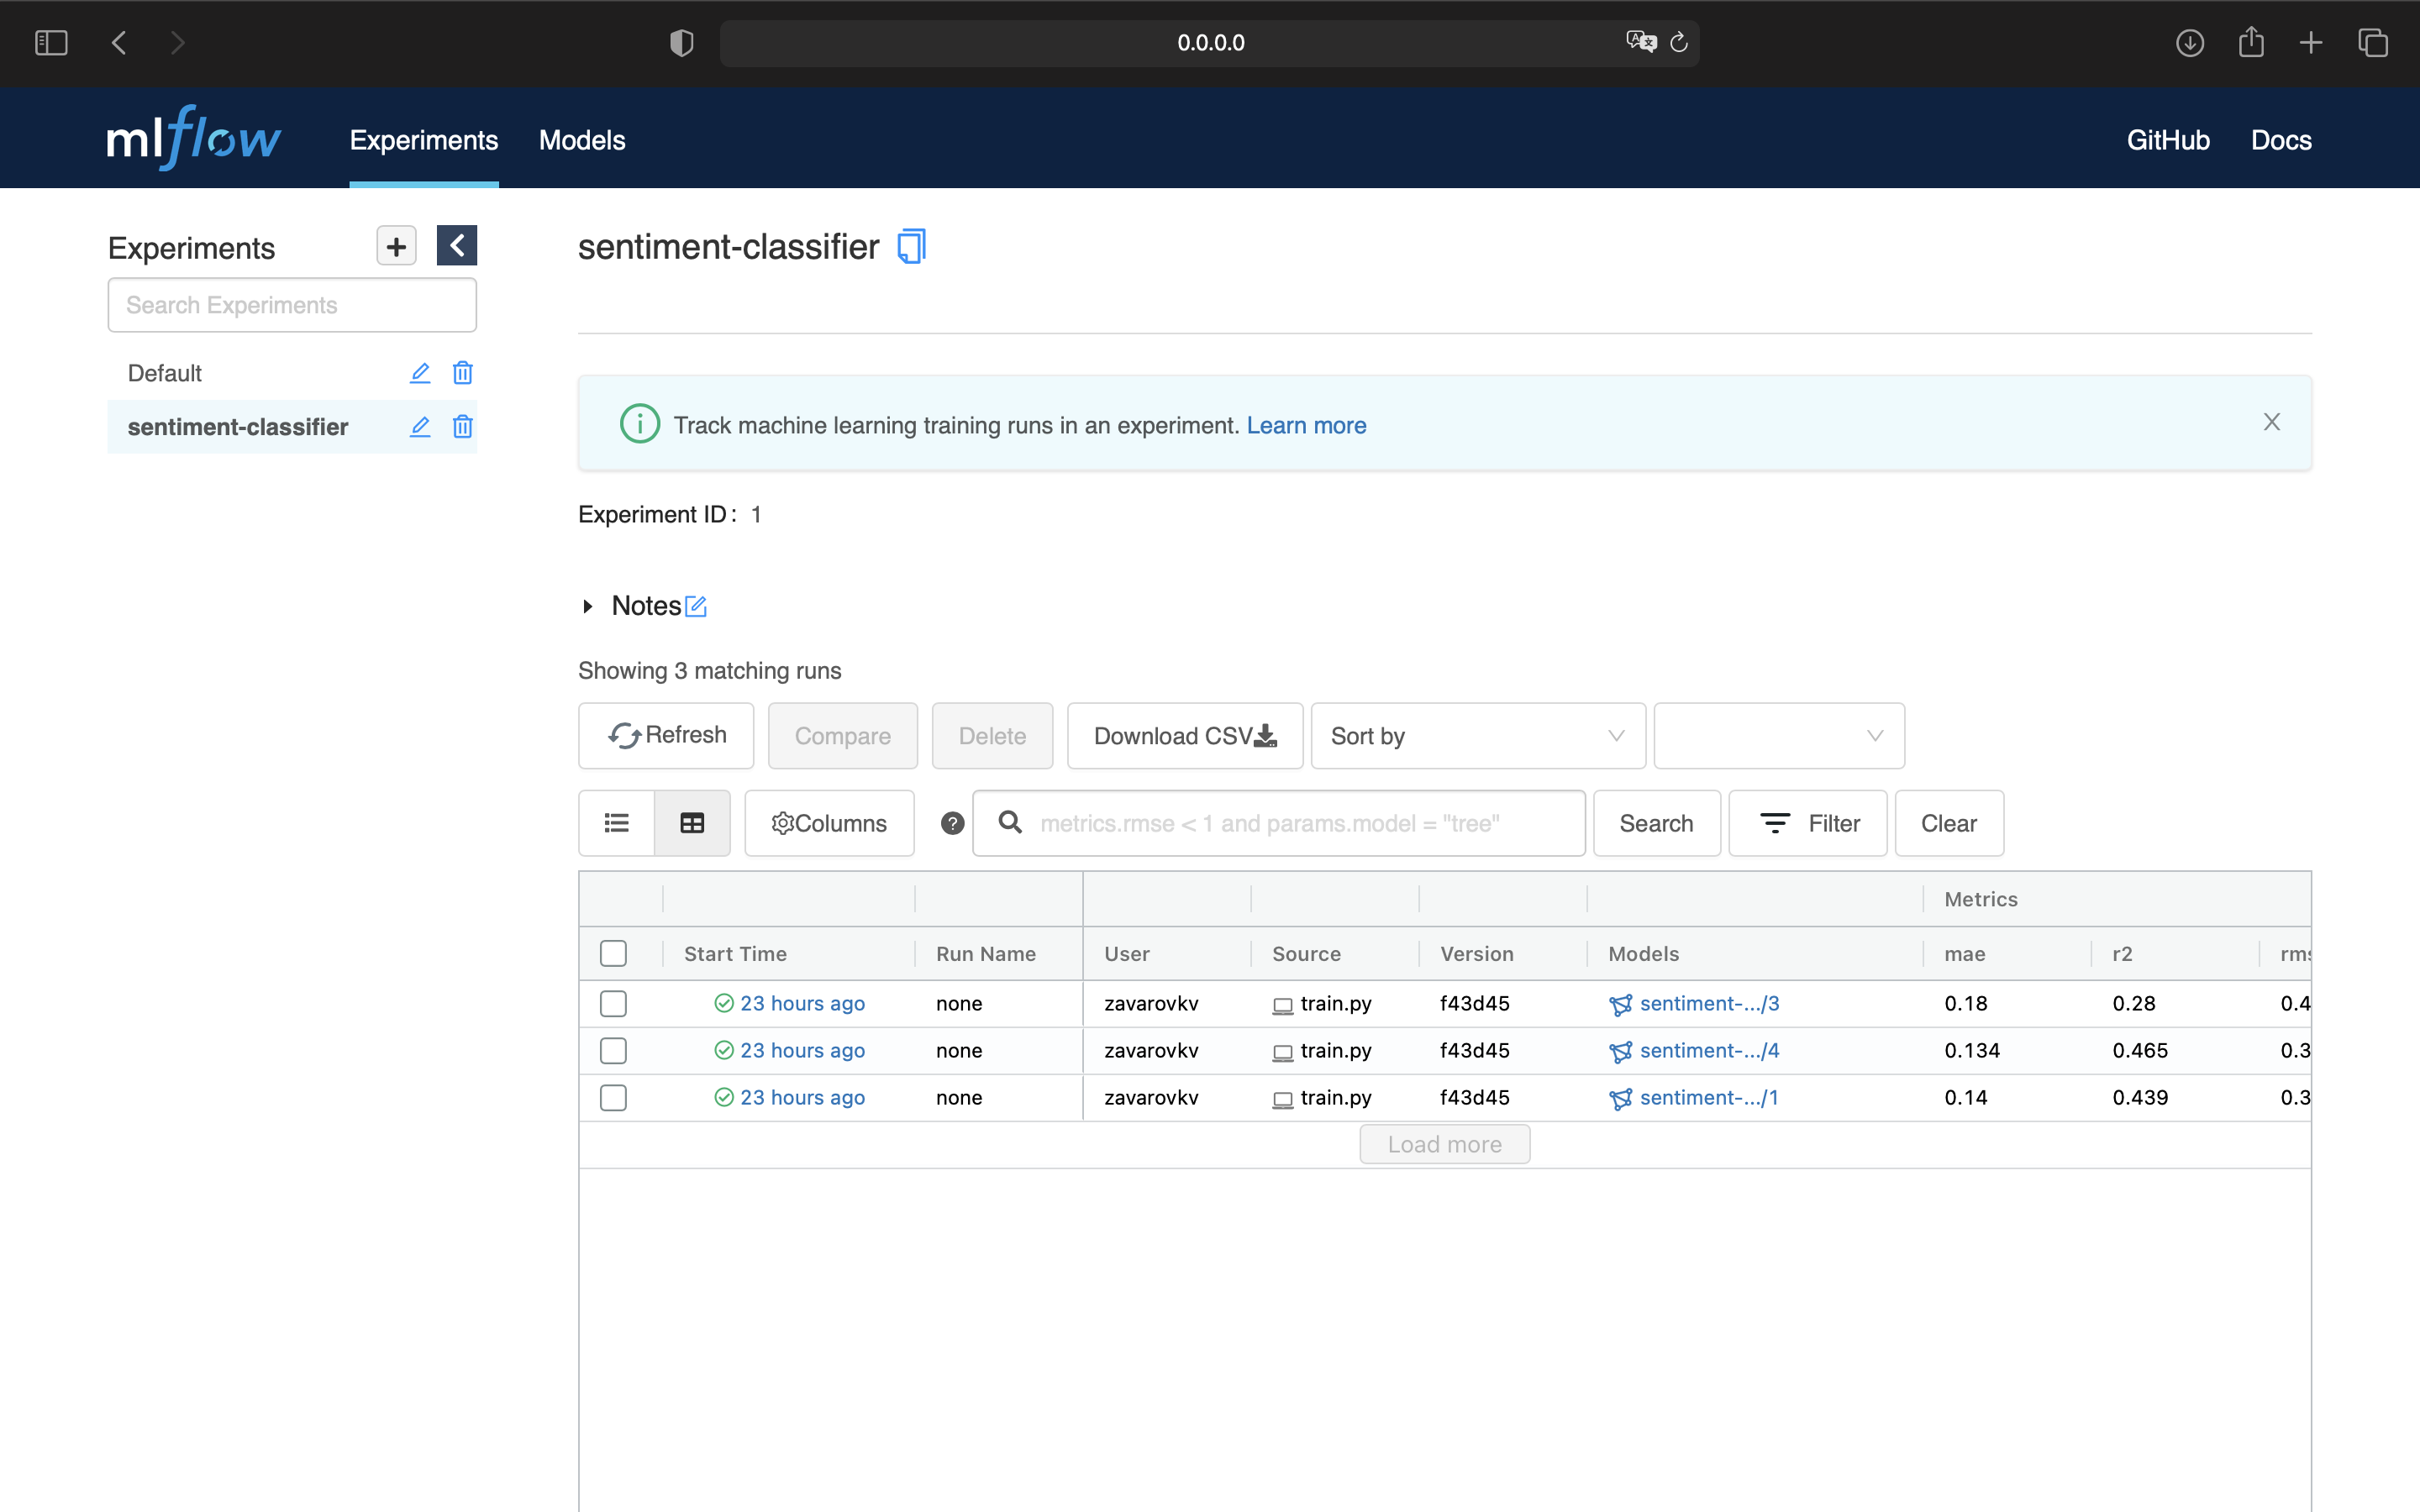 0.0.0.0
mlflow Experiments Models GitHub Docs
Experiments
Search Experiments
Default
sentiment-classifier
sentiment-classifier
Track machine learning training runs in an experiment. Learn more
Experiment ID: 1
Notes
Showing 3 matching runs
Refresh Compare Delete Download CSV Sort by
Columns metrics.rmse < 1 and params.model = "tree" Search Filter Clear
Metrics
Start Time Run Name User Source Version Models mae r2
23 hours ago none zavarovkv train.py f43d45 sentiment-.../3 0.18 0.28 0.4
23 hours ago none zavarovkv train.py f43d45 sentiment-.../4 0.134 0.465 0.3
23 hours ago none zavarovkv train.py f43d45 sentiment-.../1 0.14 0.439 0.3
Load more